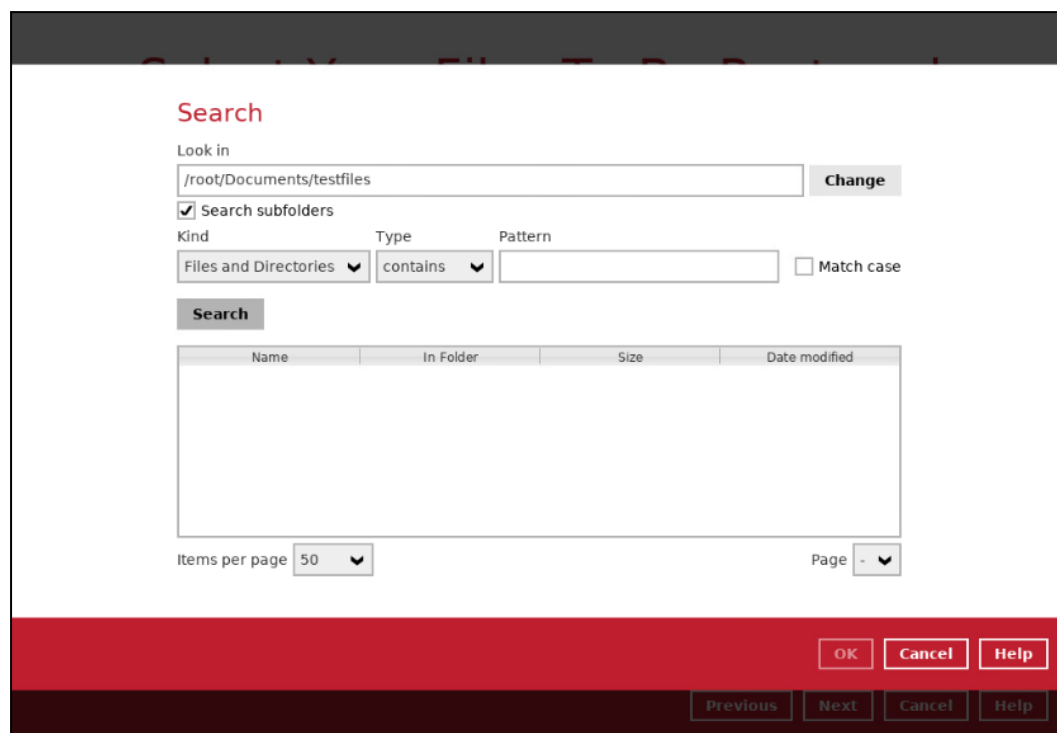 Search
Look in
/root/Documents/testfiles Change
Search subfolders
Kind Type Pattern
Files and Directories contains Match case
Search
Name In Folder Size Date modified
Items per page 50 Page -
OK Cancel Help
Previous Next Cancel Help